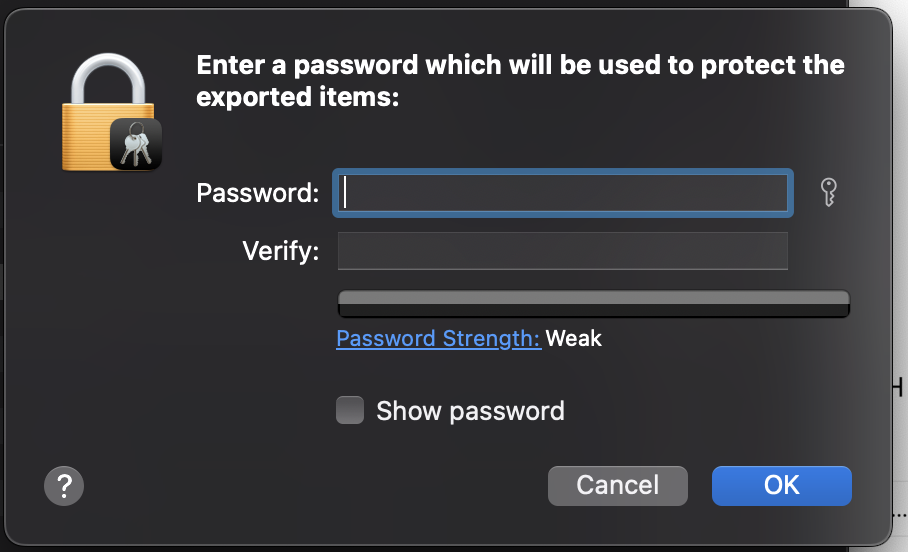 Enter a password which will be used to protect the
exported items:
Password:
Verify:
Password Strength: Weak
Show password
?
Cancel
OK
H
...